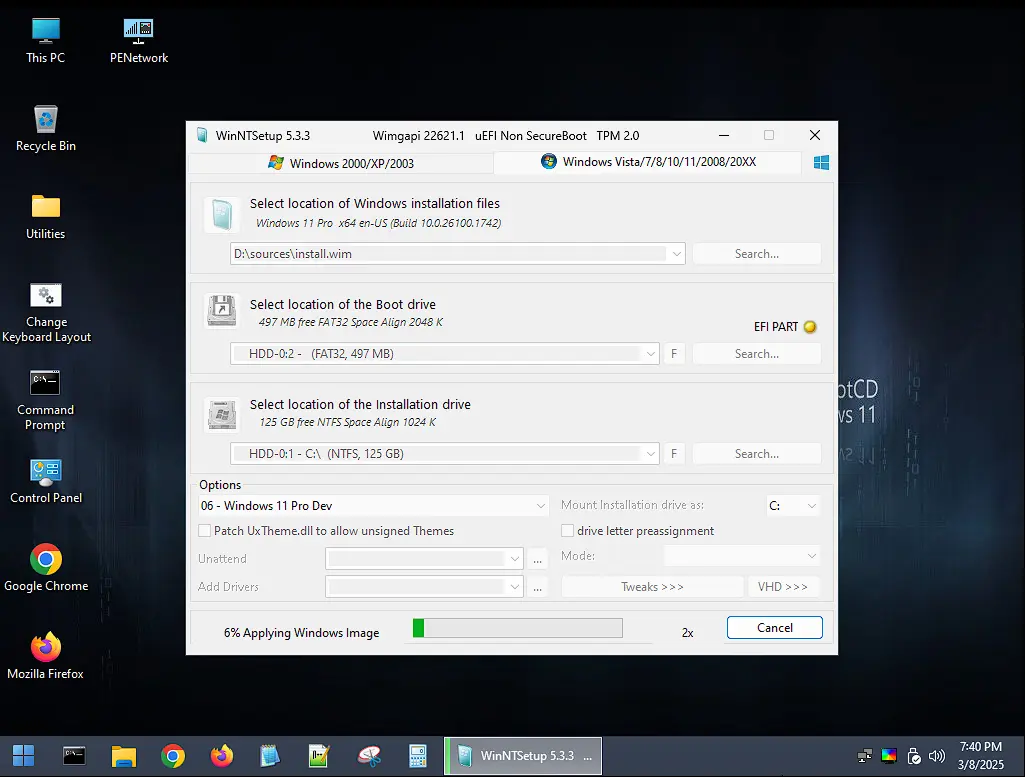 This PC
PENetwork
Recycle Bin
Utilities
Change
Keyboard Layout
Command
Prompt
Control Panel
Google Chrome
Mozilla Firefox
WinNTSetup 5.3.3 Wimgapi 22621.1 uEFI Non SecureBoot TPM 2.0
Windows 2000/XP/2003
Windows Vista/7/8/10/11/2008/20XX
Select location of Windows installation files
Windows 11 Pro x64 en-US (Build 10.0.26100.1742)
D:\sources\install.wim
Search...
Select location of the Boot drive
497 MB free FAT32 Space Align 2048 K
EFI PART
HDD-0:2 - (FAT32, 497 MB)
F
Search...
Select location of the Installation drive
125 GB free NTFS Space Align 1024 K
HDD-0:1 - C:\ (NTFS, 125 GB)
F
Search...
Options
06 - Windows 11 Pro Dev
Mount Installation drive as:
C:
Patch UxTheme.dll to allow unsigned Themes
drive letter preassignment
Unattend
...
Mode:
Add Drivers
...
Tweaks >>>
VHD >>>
6% Applying Windows Image
2x
Cancel
otCD
s 11
WinNTSetup 5.3.3 ...
7:40 PM
3/8/2025